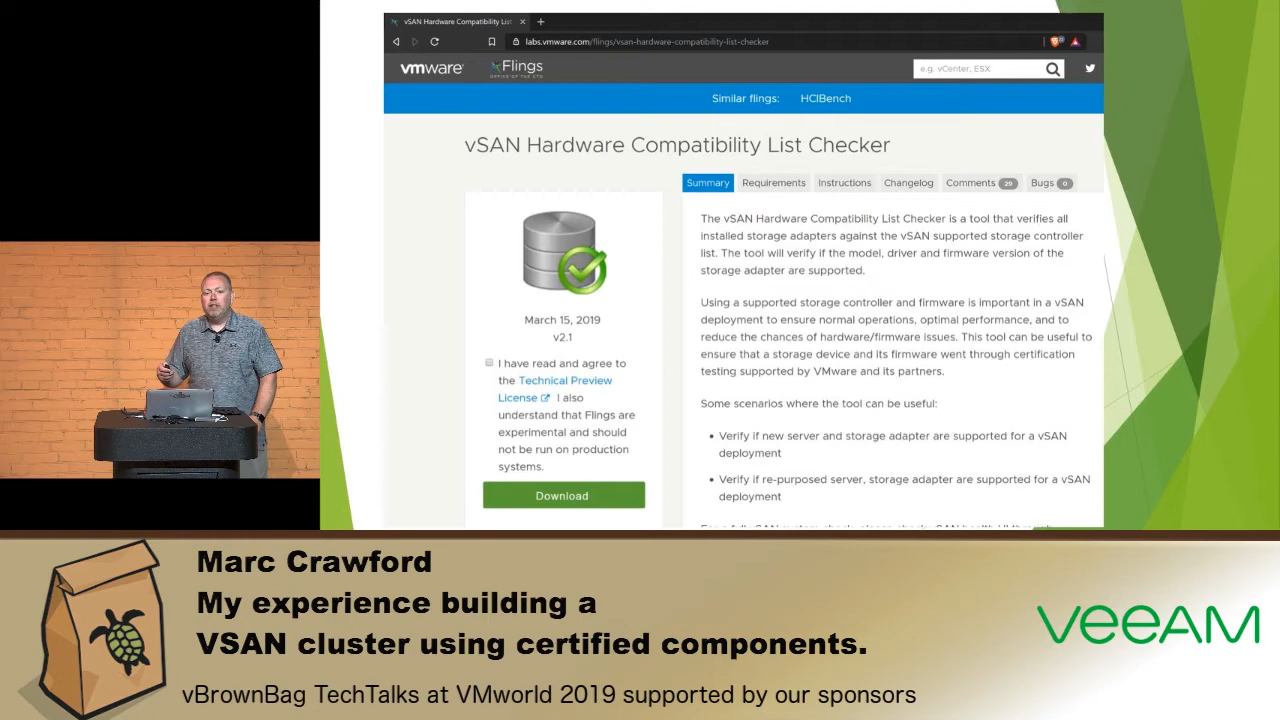 vSAN Hardware Compatibility Lis
labs.vmware.com/flings/vsan-hardware-compatibility-list-checker
vmware
Flings
OFFICE OF THE CTO
e.g. vCenter, ESX
Similar flings: HCIBench
vSAN Hardware Compatibility List Checker
Summary Requirements Instructions Changelog Comments 29 Bugs 0
March 15, 2019
v2.1
I have read and agree to
the Technical Preview
License I also
understand that Flings are
experimental and should
not be run on production
systems.
Download
The vSAN Hardware Compatibility List Checker is a tool that verifies all
installed storage adapters against the vSAN supported storage controller
list. The tool will verify if the model, driver and firmware version of the
storage adapter are supported.
Using a supported storage controller and firmware is important in a vSAN
deployment to ensure normal operations, optimal performance, and to
reduce the chances of hardware/firmware issues. This tool can be useful to
ensure that a storage device and its firmware went through certification
testing supported by VMware and its partners.
Some scenarios where the tool can be useful:
• Verify if new server and storage adapter are supported for a vSAN
deployment
• Verify if re-purposed server, storage adapter are supported for a vSAN
deployment
Marc Crawford
My experience building a
VSAN cluster using certified components.
vBrownBag TechTalks at VMworld 2019 supported by our sponsors
veeAM